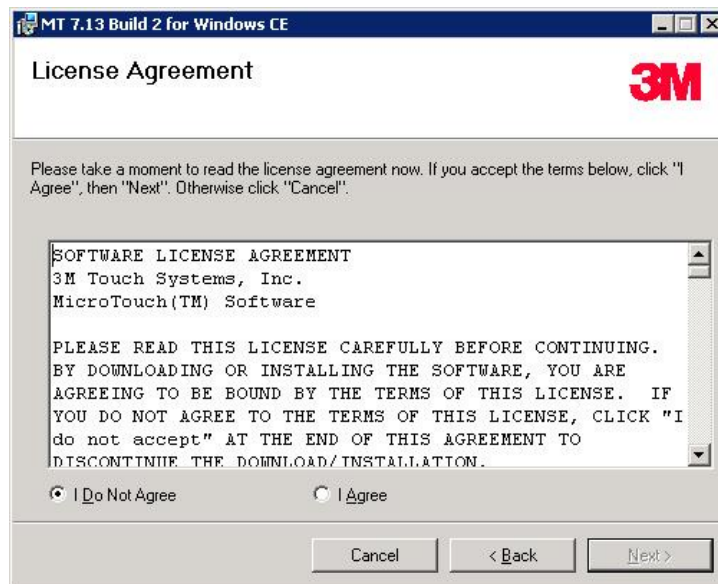 MT 7.13 Build 2 for Windows CE
License Agreement
3M
Please take a moment to read the license agreement now. If you accept the terms below, click "I
Agree", then "Next". Otherwise click "Cancel".
SOFTWARE LICENSE AGREEMENT
3M Touch Systems, Inc.
MicroTouch(TM) Software
PLEASE READ THIS LICENSE CAREFULLY BEFORE CONTINUING.
BY DOWNLOADING OR INSTALLING THE SOFTWARE, YOU ARE
AGREEING TO BE BOUND BY THE TERMS OF THIS LICENSE.  IF
YOU DO NOT AGREE TO THE TERMS OF THIS LICENSE, CLICK "I
do not accept" AT THE END OF THIS AGREEMENT TO
DISCONTINUE THE DOWNLOAD/INSTALLATION.
I Do Not Agree
I Agree
Cancel
< Back
Next >